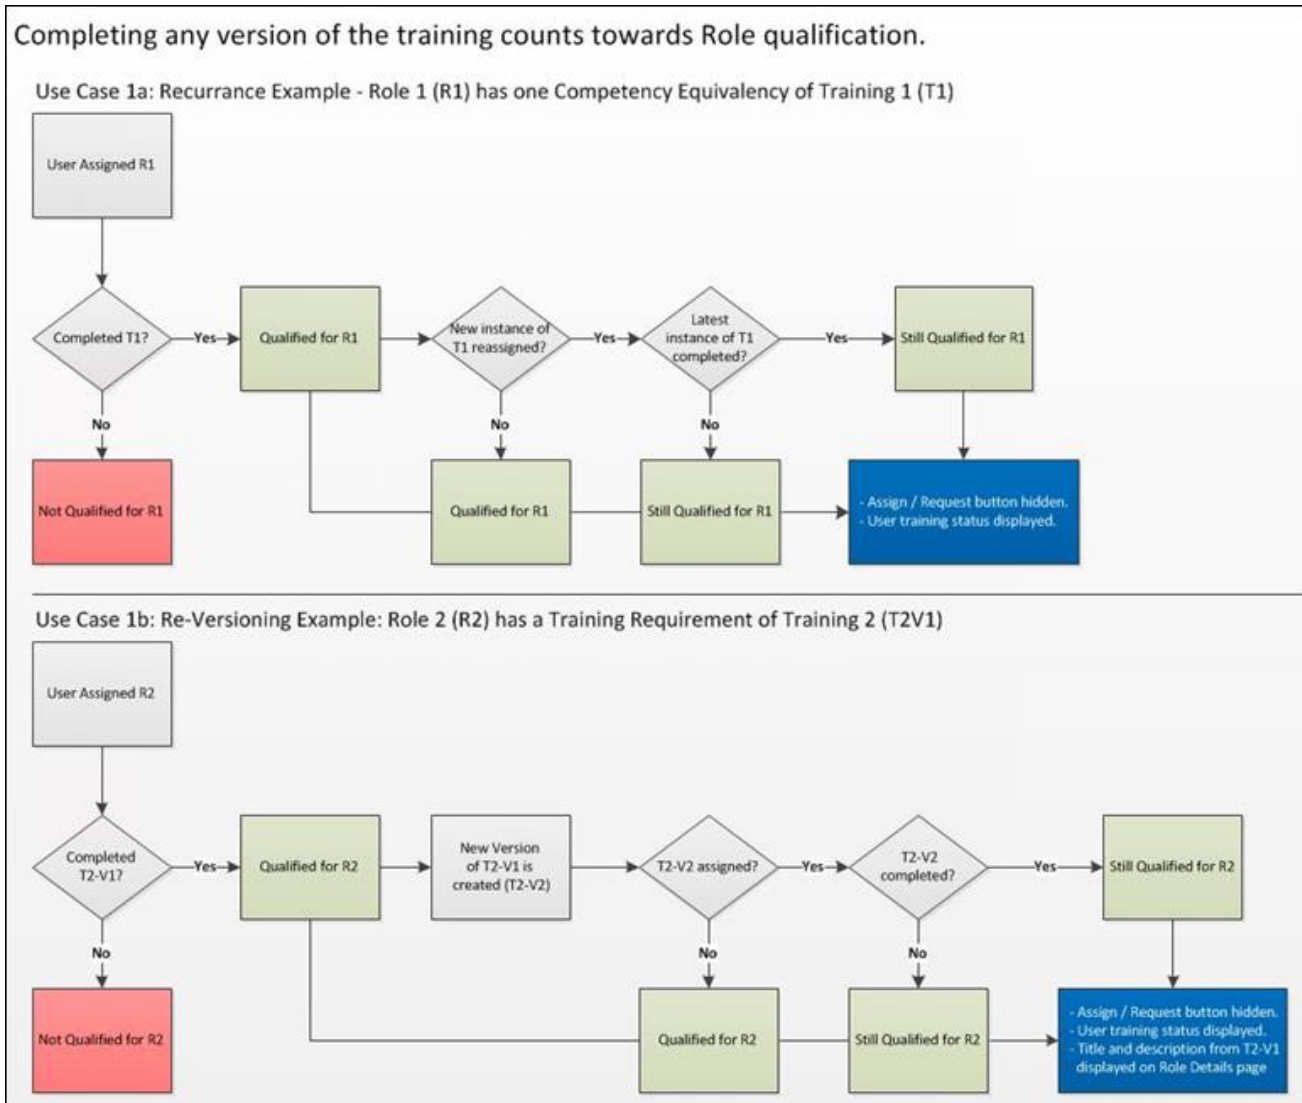 Completing any version of the training counts towards Role qualification.
Use Case 1a: Recurrance Example - Role 1 (R1) has one Competency Equivalency of Training 1 (T1)
User Assigned R1
Completed T1?
Yes
Qualified for R1
New instance of
T1 reassigned?
Yes
Latest
instance of T1
completed?
Yes
Still Qualified for R1
No
No
No
Not Qualified for R1
Qualified for R1
Still Qualified for R1
- Assign / Request button hidden.
- User training status displayed.
Use Case 1b: Re-Versioning Example: Role 2 (R2) has a Training Requirement of Training 2 (T2V1)
User Assigned R2
Completed
T2-V1?
Yes
Qualified for R2
New Version
of T2-V1 is
created (T2-V2)
T2-V2 assigned?
Yes
T2-V2
completed?
Yes
Still Qualified for R2
No
No
No
Not Qualified for R2
Qualified for R2
Still Qualified for R2
- Assign / Request button hidden.
- User training status displayed.
- Title and description from T2-V1
displayed on Role Details page